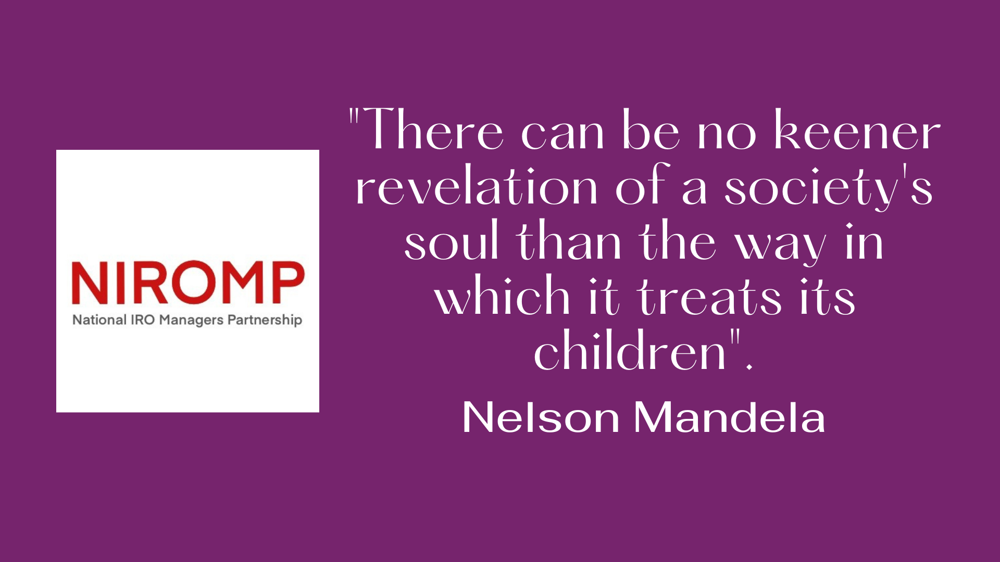 NIROMP
National IRO Managers Partnership
"There can be no keener
revelation of a society's
soul than the way in
which it treats its
children".
Nelson Mandela